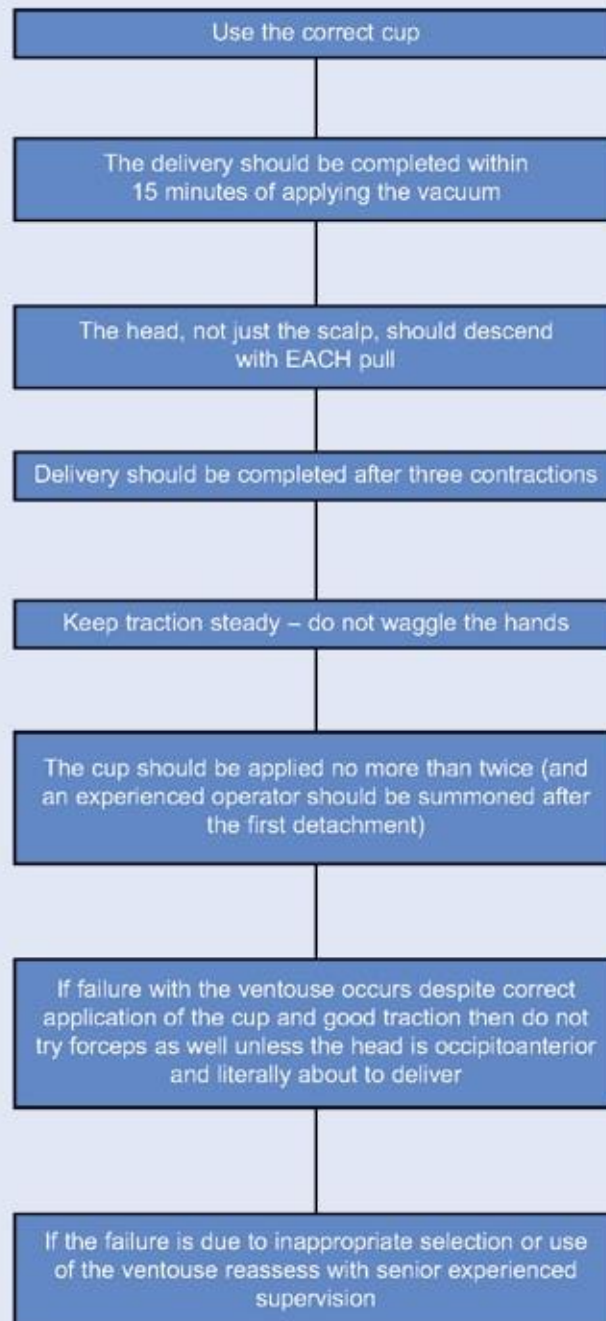 Use the correct cup
The delivery should be completed within
15 minutes of applying the vacuum
The head, not just the scalp, should descend
with EACH pull
Delivery should be completed after three contractions
Keep traction steady – do not waggle the hands
The cup should be applied no more than twice (and
an experienced operator should be summoned after
the first detachment)
If failure with the ventouse occurs despite correct
application of the cup and good traction then do not
try forceps as well unless the head is occipitoanterior
and literally about to deliver
If the failure is due to inappropriate selection or use
of the ventouse reassess with senior experienced
supervision